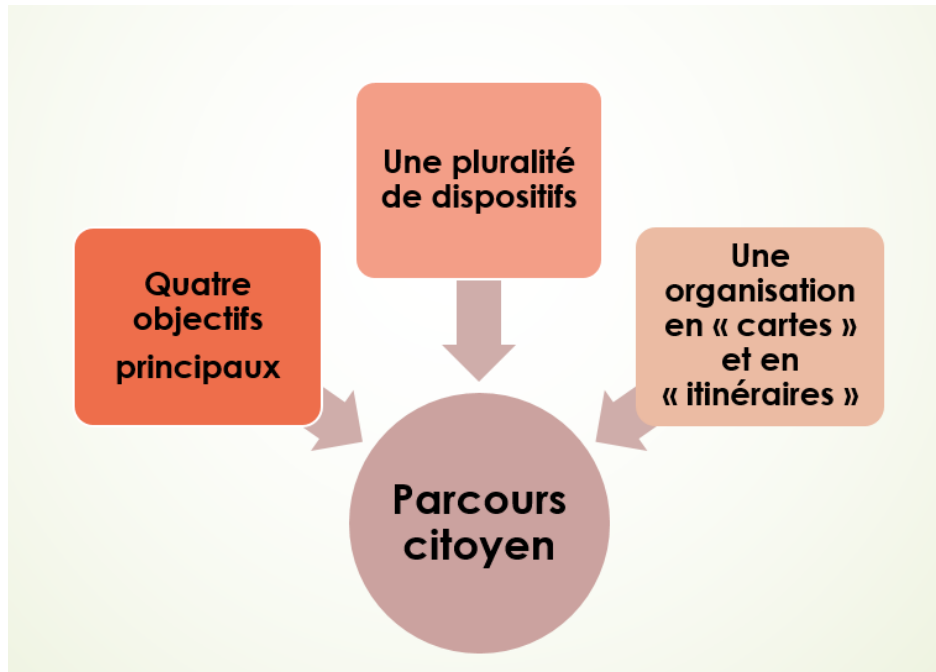 Une pluralité
de dispositifs
Quatre
objectifs
principaux
Une
organisation
en « cartes »
et en
« itinéraires »
Parcours
citoyen